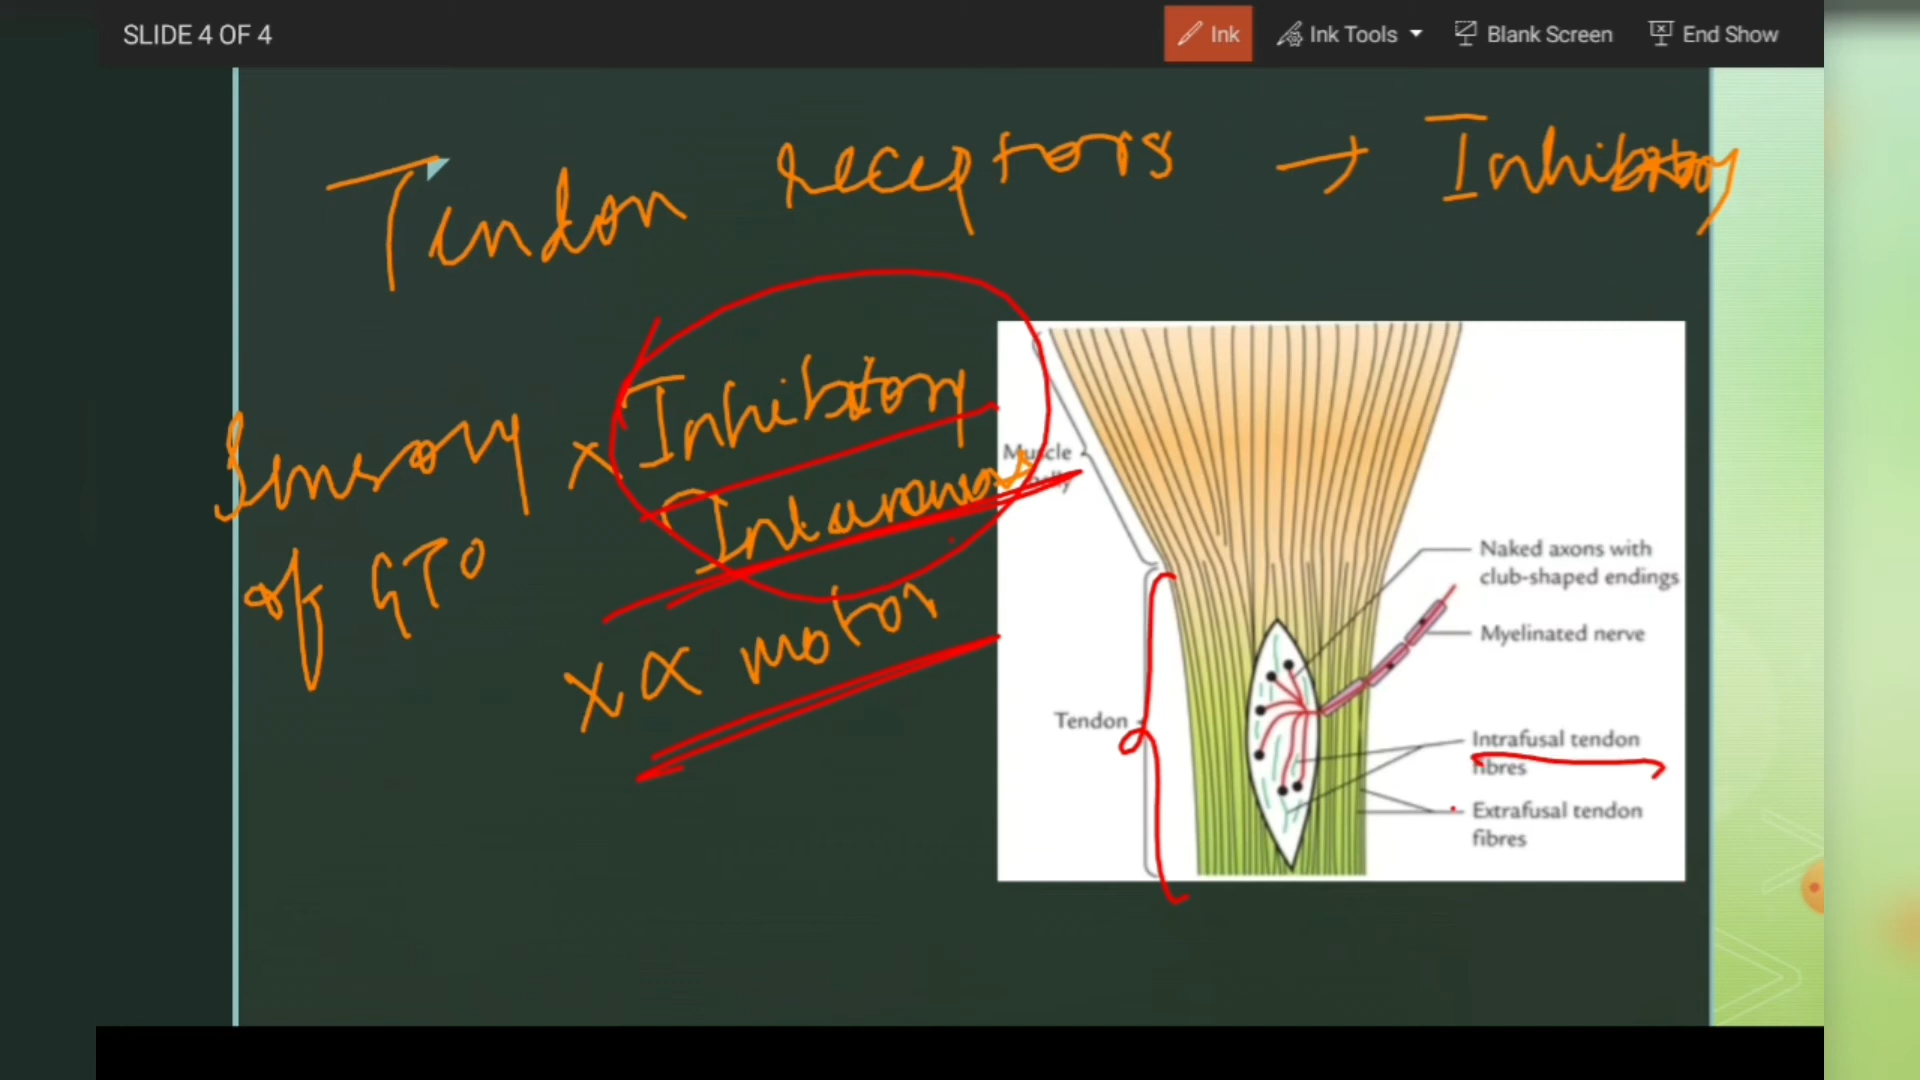 SLIDE 4 OF 4
Ink
Ink Tools
Blank Screen
End Show
Tendon receptors → Inhibitory
Sensory of GTO
x Inhibitory
Interneurons
x α motor
Muscle
Naked axons with
club-shaped endings
Myelinated nerve
Tendon
Intrafusal tendon
fibres
Extrafusal tendon
fibres